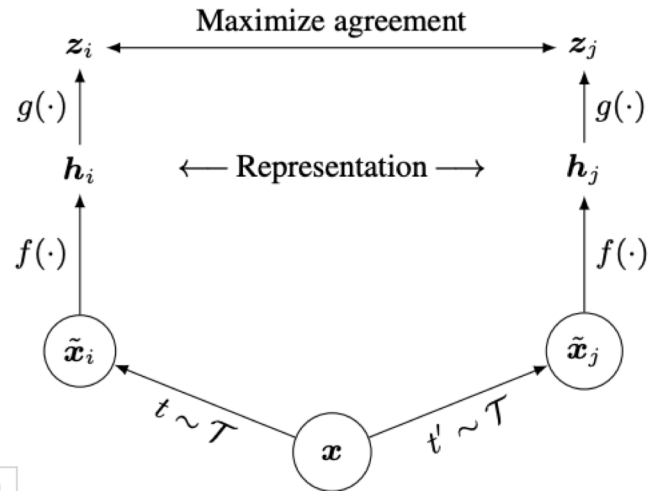 Maximize agreement
z_i z_j
g(·) g(·)
h_i ← Representation → h_j
f(·) f(·)
x̃_i x̃_j
t ∼ 𝒯 t′ ∼ 𝒯
x